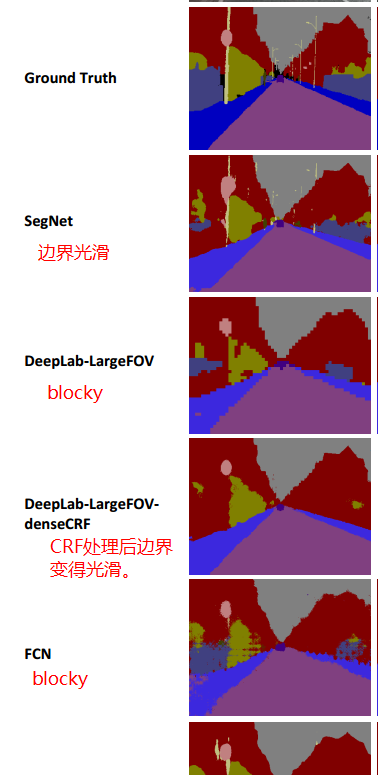 Ground Truth
SegNet
边界光滑
DeepLab-LargeFOV
blocky
DeepLab-LargeFOV-
denseCRF
CRF处理后边界
变得光滑。
FCN
blocky